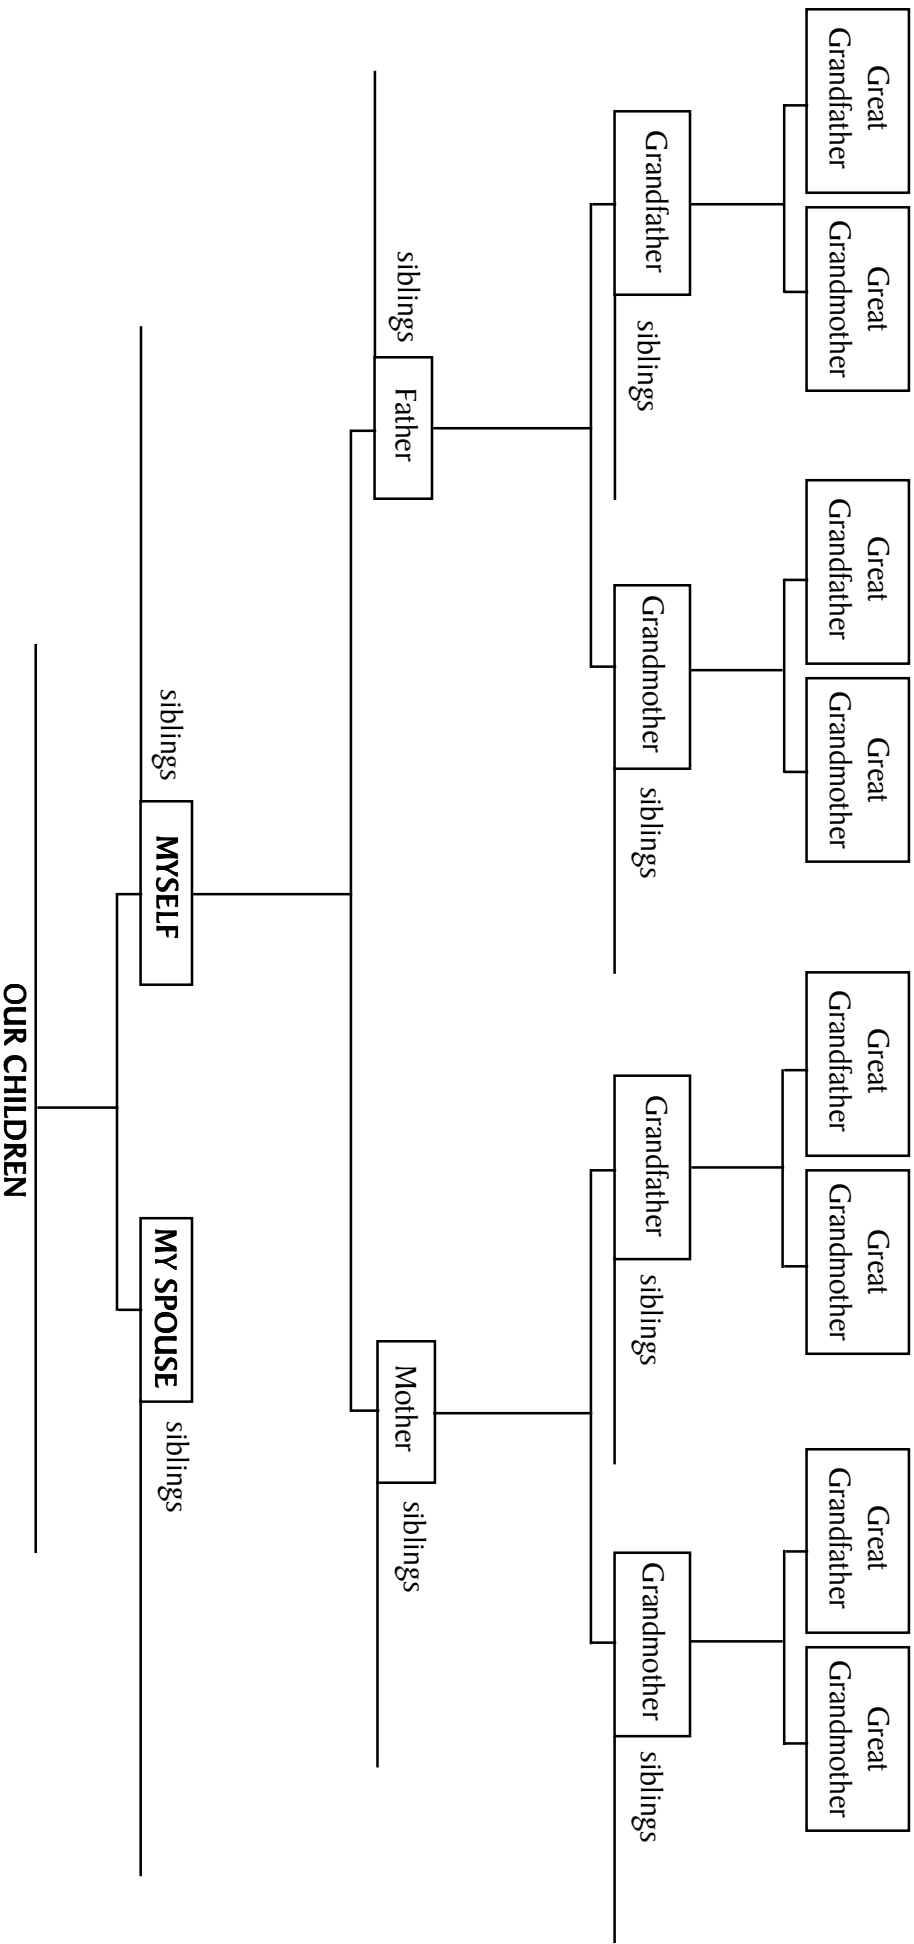 Great
Grandfather
Great
Grandmother
Great
Grandfather
Great
Grandmother
Great
Grandfather
Great
Grandmother
Great
Grandfather
Great
Grandmother
Grandfather
siblings
Grandmother
siblings
Grandfather
siblings
Grandmother
siblings
siblings
Father
Mother
siblings
siblings
MYSELF
MY SPOUSE
siblings
OUR CHILDREN